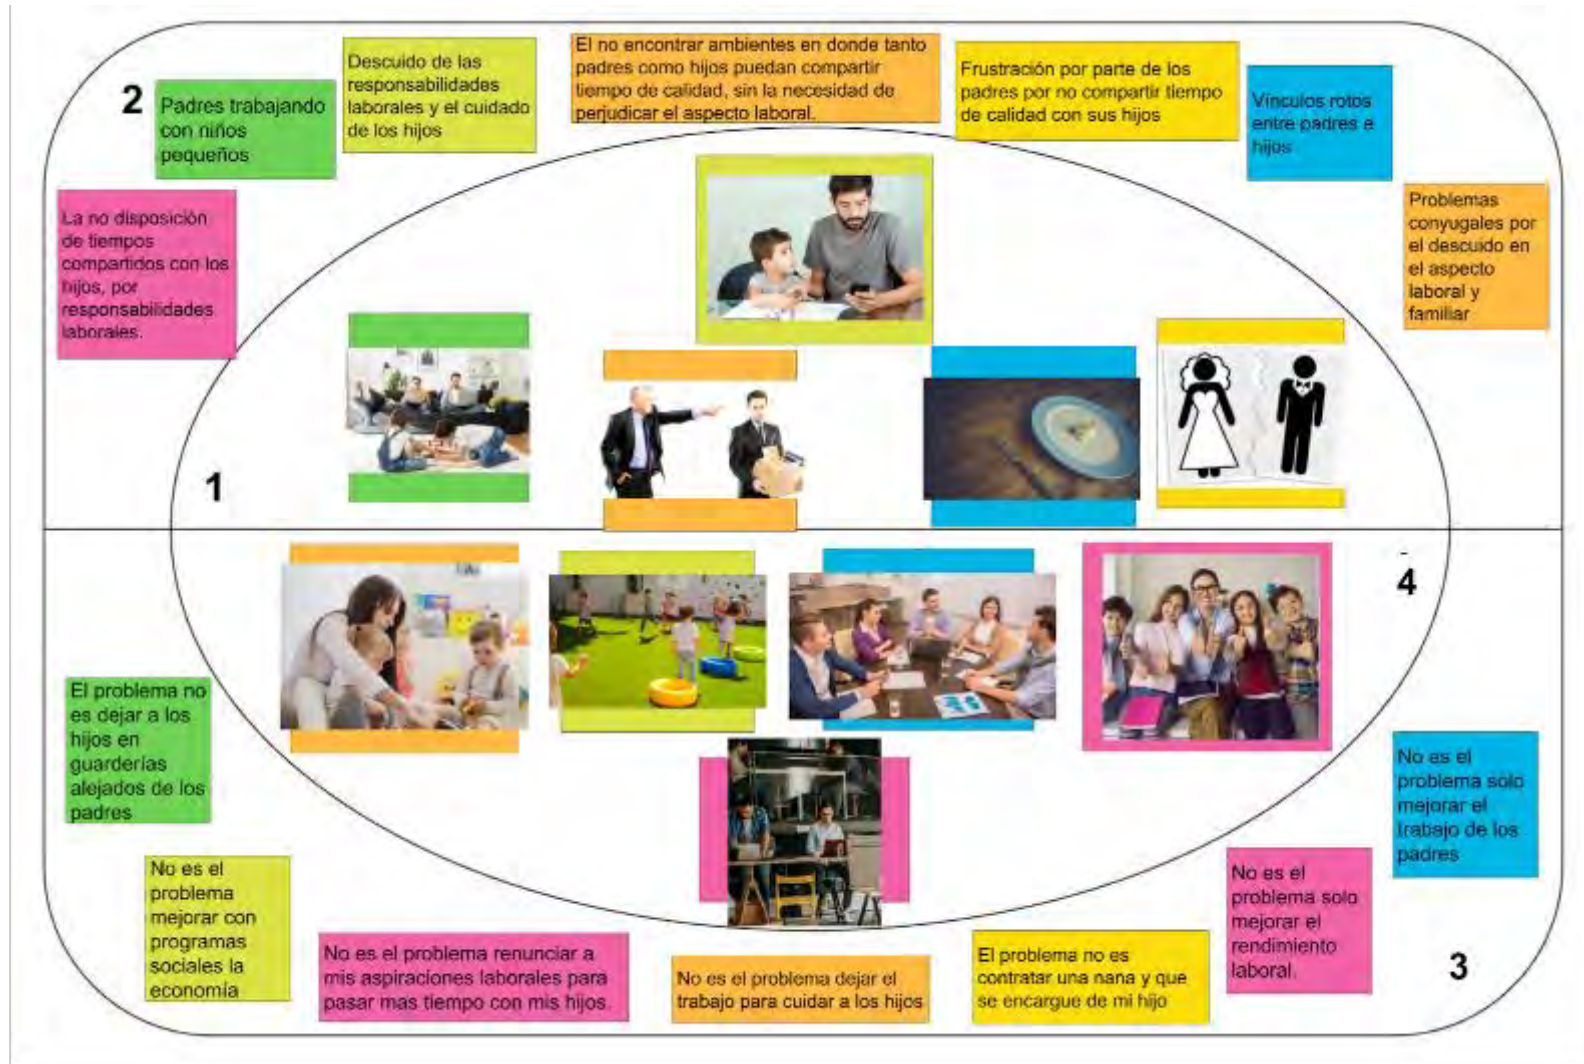 2
Padres trabajando
con niños
pequeños
Descuido de las
responsabilidades
laborales y el cuidado
de los hijos
El no encontrar ambientes en donde tanto
padres como hijos puedan compartir
tiempo de calidad, sin la necesidad de
perjudicar el aspecto laboral.
Frustración por parte de los
padres por no compartir tiempo
de calidad con sus hijos
Vínculos rotos
entre padres e
hijos
La no disposición
de tiempos
compartidos con los
hijos, por
responsabilidades
laborales.
Problemas
conyugales por
el descuido en
el aspecto
laboral y
familiar
1
4
El problema no
es dejar a los
hijos en
guarderías
alejados de los
padres
No es el
problema solo
mejorar el
trabajo de los
padres
No es el
problema
mejorar con
programas
sociales la
economía
No es el problema renunciar a
mis aspiraciones laborales para
pasar mas tiempo con mis hijos.
No es el problema dejar el
trabajo para cuidar a los hijos
El problema no es
contratar una nana y que
se encargue de mi hijo
No es el
problema solo
mejorar el
rendimiento
laboral.
3